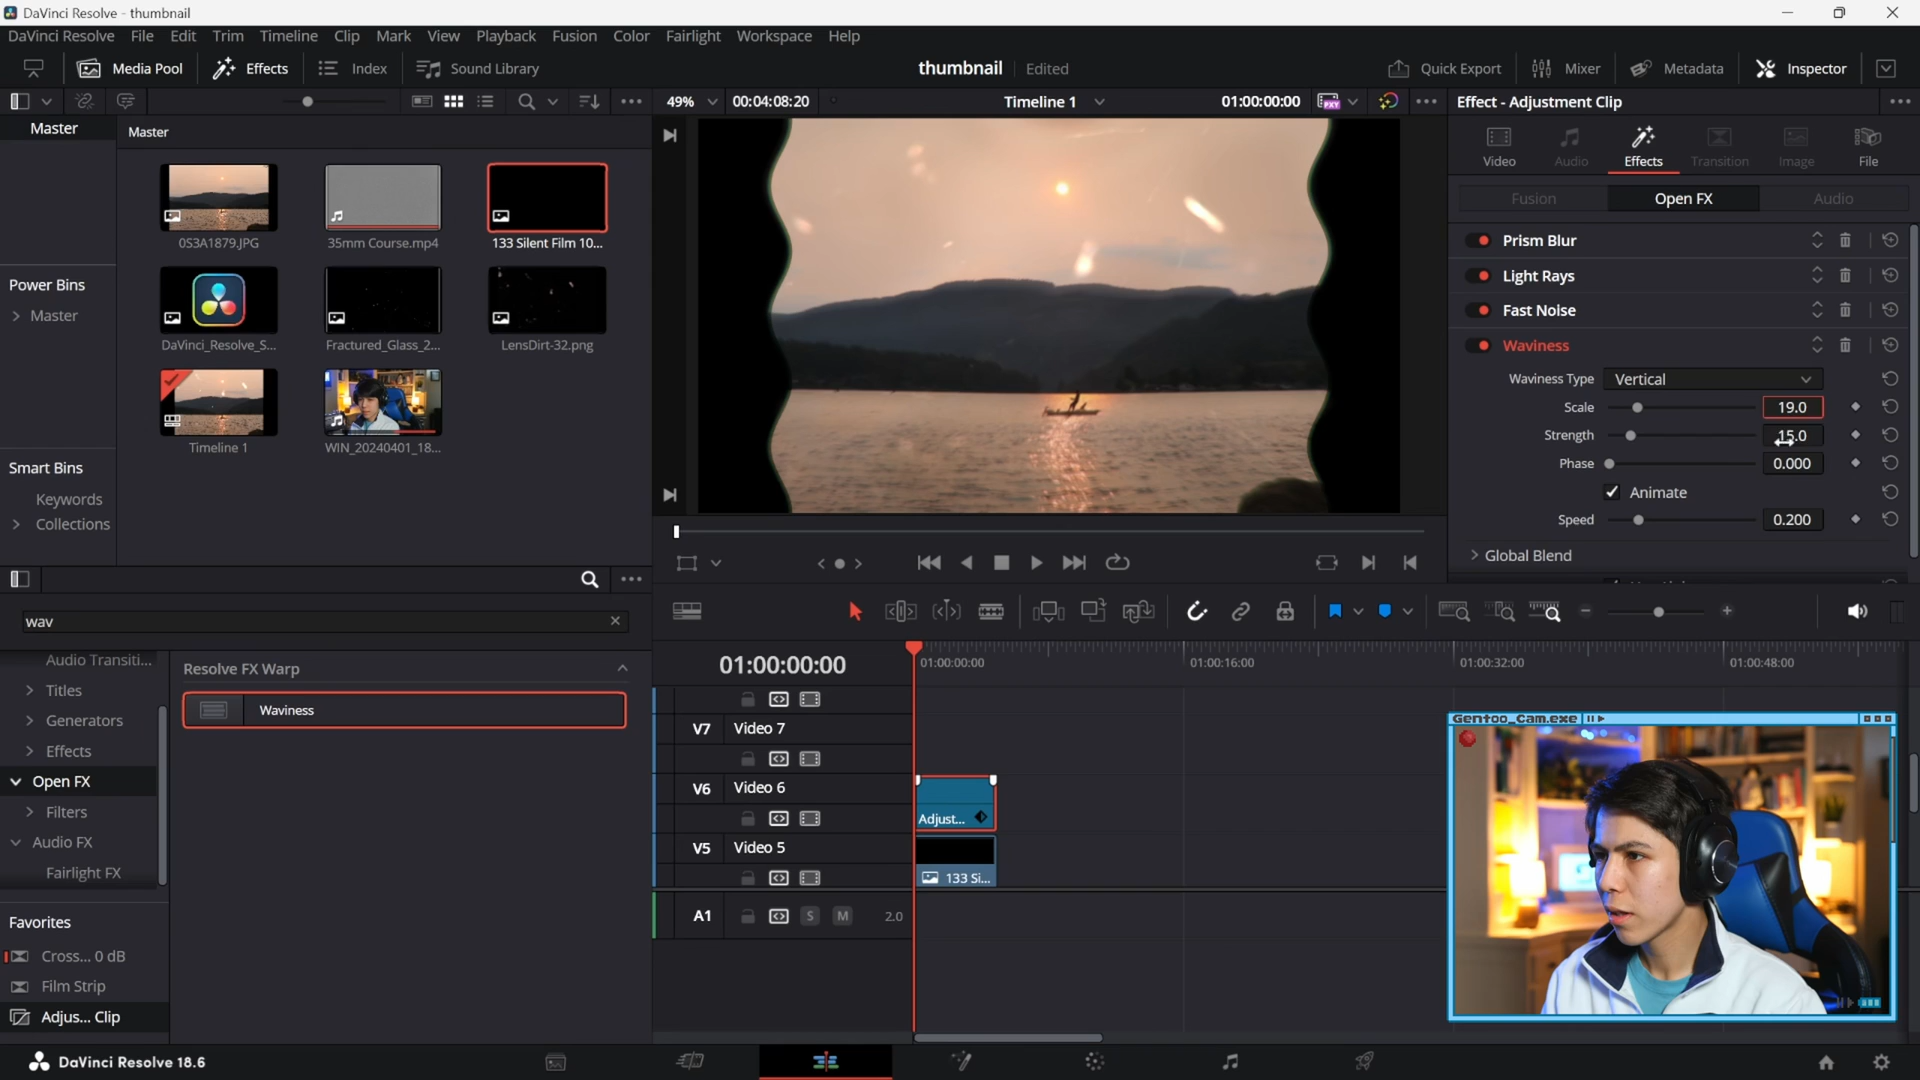 DaVinci Resolve - thumbnail
DaVinci Resolve File Edit Trim Timeline Clip Mark View Playback Fusion Color Fairlight Workspace Help
Media Pool Effects Index Sound Library thumbnail Edited Quick Export Mixer Metadata Inspector
49% 00:04:08:20 Timeline 1 01:00:00:00 PXY Effect - Adjustment Clip
Master Master
Video Audio Effects Transition Image File
Fusion Open FX Audio
0S3A1879.JPG 35mm Course.mp4 133 Silent Film 10...
Prism Blur
Light Rays
Power Bins
Master
Fast Noise
DaVinci_Resolve_S... Fractured_Glass_2... LensDirt-32.png
Waviness
Waviness Type Vertical
Scale 19.0
Strength 15.0
Timeline 1 WIN_20240401_18...
Phase 0.000
Smart Bins
Keywords
Collections
Animate
Speed 0.200
Global Blend
wav
Audio Transiti...
Titles
Generators
Effects
Open FX
Filters
Audio FX
Fairlight FX
Resolve FX Warp
Waviness
Favorites
Cross... 0 dB
Film Strip
Adjus... Clip
01:00:00:00 01:00:00:00 01:00:16:00 01:00:32:00 01:00:48:00
V7 Video 7
V6 Video 6
Adjust...
V5 Video 5
133 Si...
A1 S M 2.0
Gentoo_Cam.exe
DaVinci Resolve 18.6